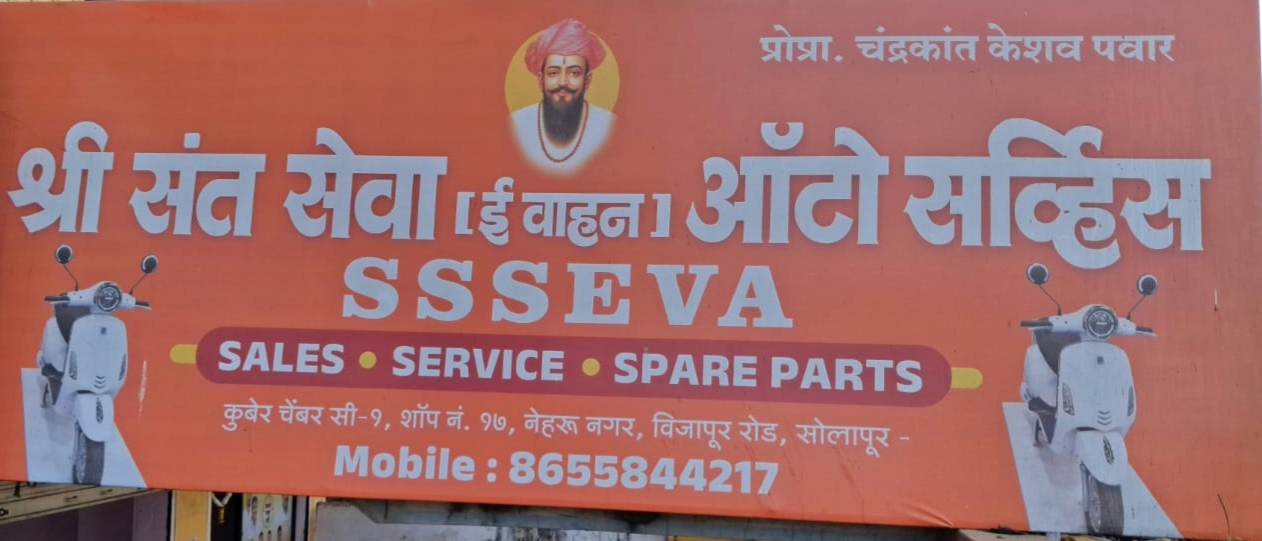 प्रोप्रा. चंद्रकांत केशव पवार
श्री संत सेवा [ई वाहन] ऑटो सर्व्हिस
SSSEVA
SALES • SERVICE • SPARE PARTS
कुबेर चेंबर सी-१, शॉप नं. १७, नेहरू नगर, विजापूर रोड, सोलापूर -
Mobile : 8655844217